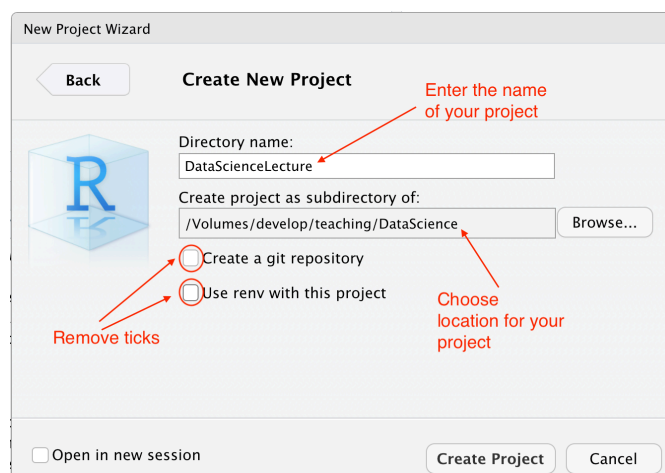 New Project Wizard
Back
Create New Project
Enter the name
of your project
Directory name:
DataScienceLecture
Create project as subdirectory of:
/Volumes/develop/teaching/DataScience
Browse...
Create a git repository
Use renv with this project
Remove ticks
Choose
location for your
project
R
Open in new session
Create Project
Cancel